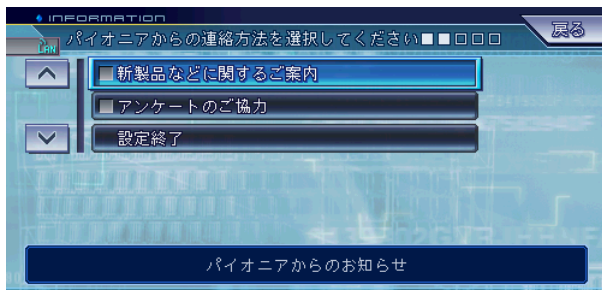 INFORMATION
LAN パイオニアからの連絡方法を選択してください■■□□□ 戻る
■新製品などに関するご案内
■アンケートのご協力
設定終了
パイオニアからのお知らせ